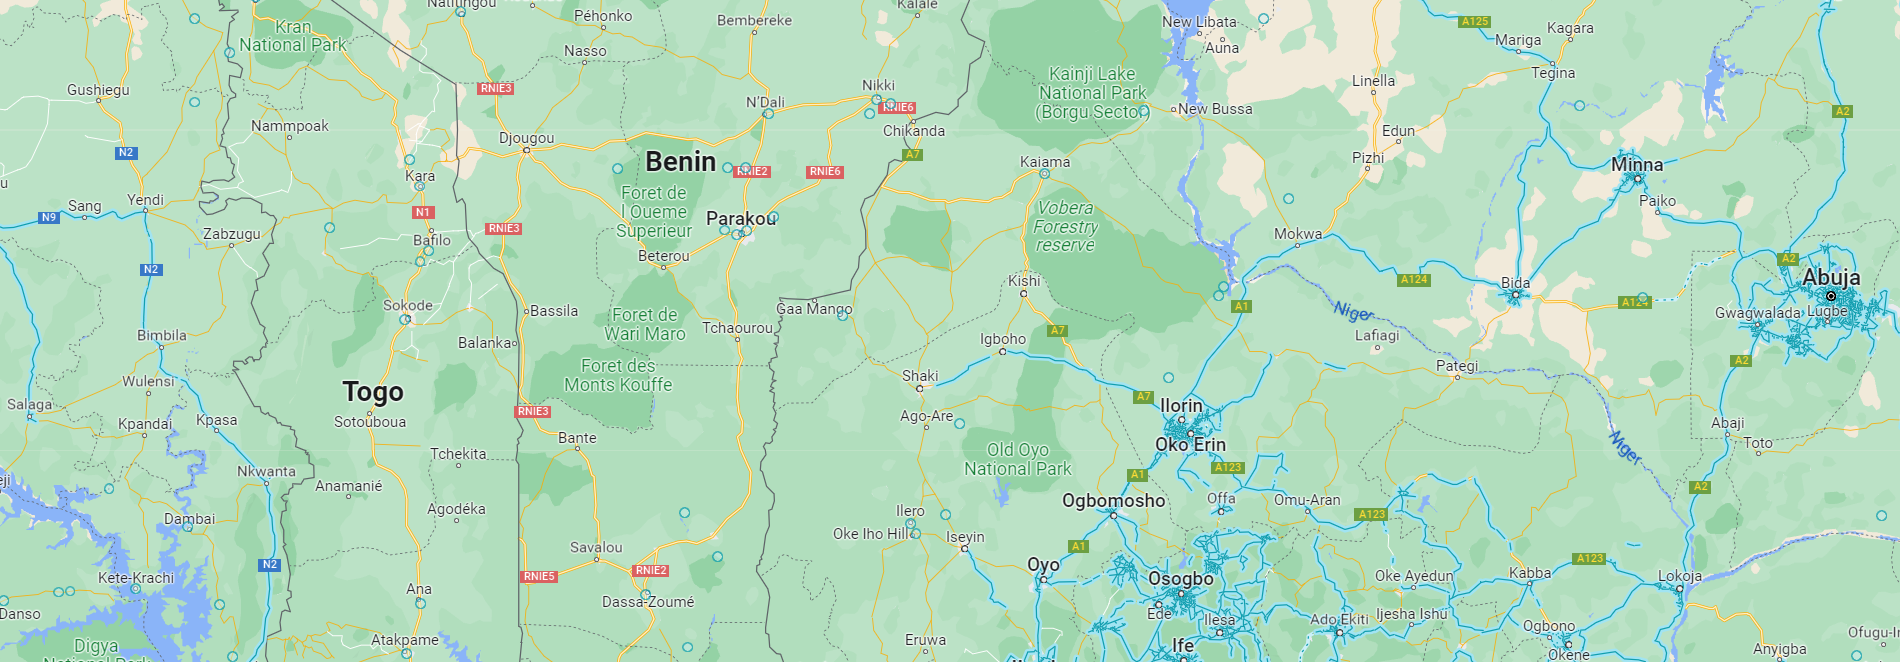 Natitingou
Kran
National Park
Péhonko
Bembereke
Kalale
New Libata
Auna
A125
Kagara
Mariga
Tegina
Gushiegu
RNIE3
Nasso
N'Dali
Nikki
RNIE6
Kainji Lake
National Park
(Borgu Sector)
New Bussa
Linella
A2
Nammpoak
Djougou
Chikanda
Edun
N2
Benin
A7
Pizhi
Minna
Kara
RNIE2
RNIE6
Kaiama
Yendi
Sang
N9
N1
Foret de
l Oueme
Superieur
Parakou
Vobera
Forestry
reserve
Paiko
Zabzugu
Bafilo
RNIE3
Beterou
Mokwa
N2
A2
Abuja
Sokode
Bassila
Gaa Mango
Kishi
A1
A124
Bida
A124
Gwagwalada
Lugbe
Niger
Foret de
Wari Maro
Tchaourou
Bimbila
Balanka
Igboho
A7
Lafiagi
A2
Wulensi
Togo
Foret des
Monts Kouffe
Shaki
Pategi
Salaga
Kpandai
Kpasa
Sotouboua
RNIE3
Ago-Are
A7
Ilorin
Oko Erin
Abaji
Toto
Bante
Tchekita
Old Oyo
National Park
A1
A123
Niger
Nkwanta
Anamanié
Agodéka
Ogbomosho
Offa
Omu-Aran
A2
Dambai
Ilero
Oke Iho Hill
Iseyin
A123
N2
Savalou
RNIE5
RNIE2
A1
Oyo
A123
Kete-Krachi
Ana
Dassa-Zoumé
Osogbo
Ede
Oke Ayedun
Kabba
Lokoja
Danso
Ilesa
Ado Ekiti
Ijesha Ishu
Ogbono
Digya
National Park
Atakpame
Eruwa
Ife
Okene
Anyigba